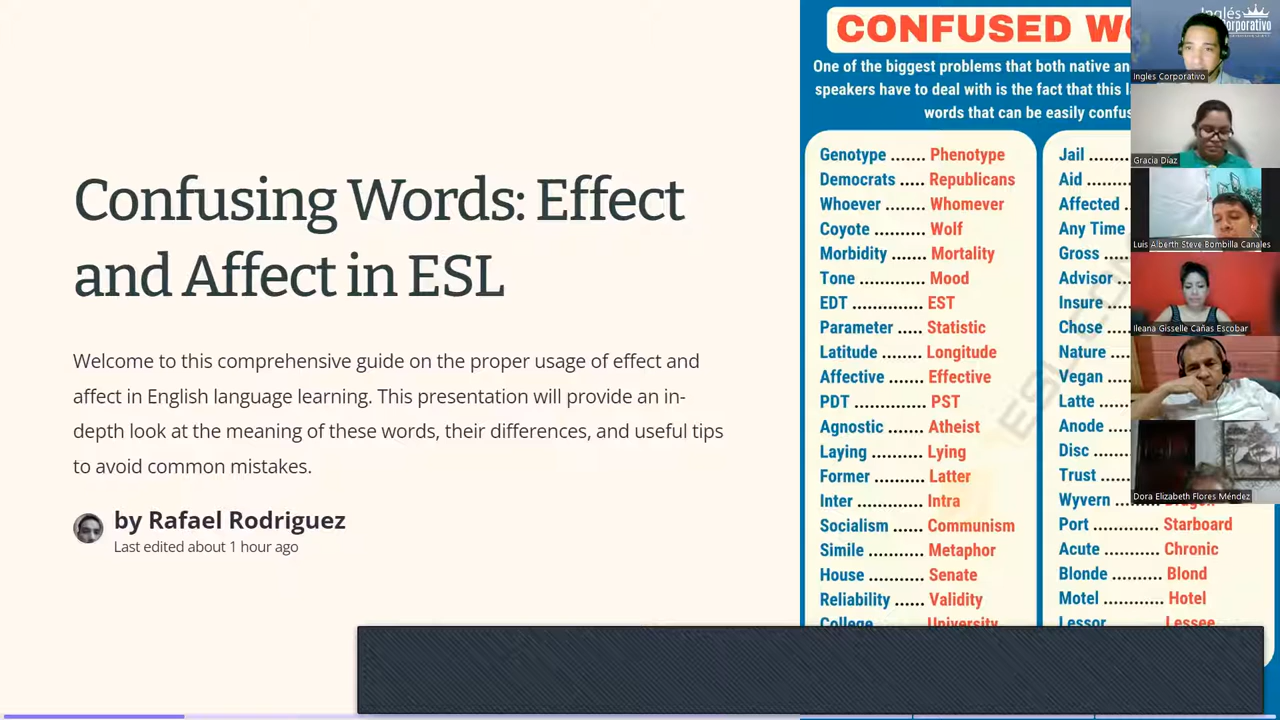 Confusing Words: Effect
and Affect in ESL
Welcome to this comprehensive guide on the proper usage of effect and
affect in English language learning. This presentation will provide an in-
depth look at the meaning of these words, their differences, and useful tips
to avoid common mistakes.
by Rafael Rodriguez
Last edited about 1 hour ago
CONFUSED
One of the biggest problems that both native
speakers have to deal with is the fact that this
words that can be easily
Genotype ....... Phenotype
Democrats ..... Republicans
Whoever ........ Whomever
Coyote .......... Wolf
Morbidity ....... Mortality
Tone ............ Mood
EDT ............. EST
Parameter ..... Statistic
Latitude ....... Longitude
Affective ....... Effective
PDT ............. PST
Agnostic ....... Atheist
Laying .......... Lying
Former .......... Latter
Inter ............ Intra
Socialism ...... Communism
Simile .......... Metaphor
House ........... Senate
Reliability ...... Validity
College University
Jail ........
Aid ........
Affected ..
Any Time
Gross .......
Advisor ....
Insure ......
Chose ......
Nature .....
Vegan ......
Latte .......
Anode ......
Disc ........
Trust .......
Wyvern .... Dragon
Port ............ Starboard
Acute ........... Chronic
Blonde .......... Blond
Motel ............ Hotel
Lessor Lessee
Inglés
Corporativo
Ingles Corporativo
Gracia Díaz
Luis Alberth Steve Bombilla Canales
Ileana Gisselle Cañas Escobar
Dora Elizabeth Flores Méndez